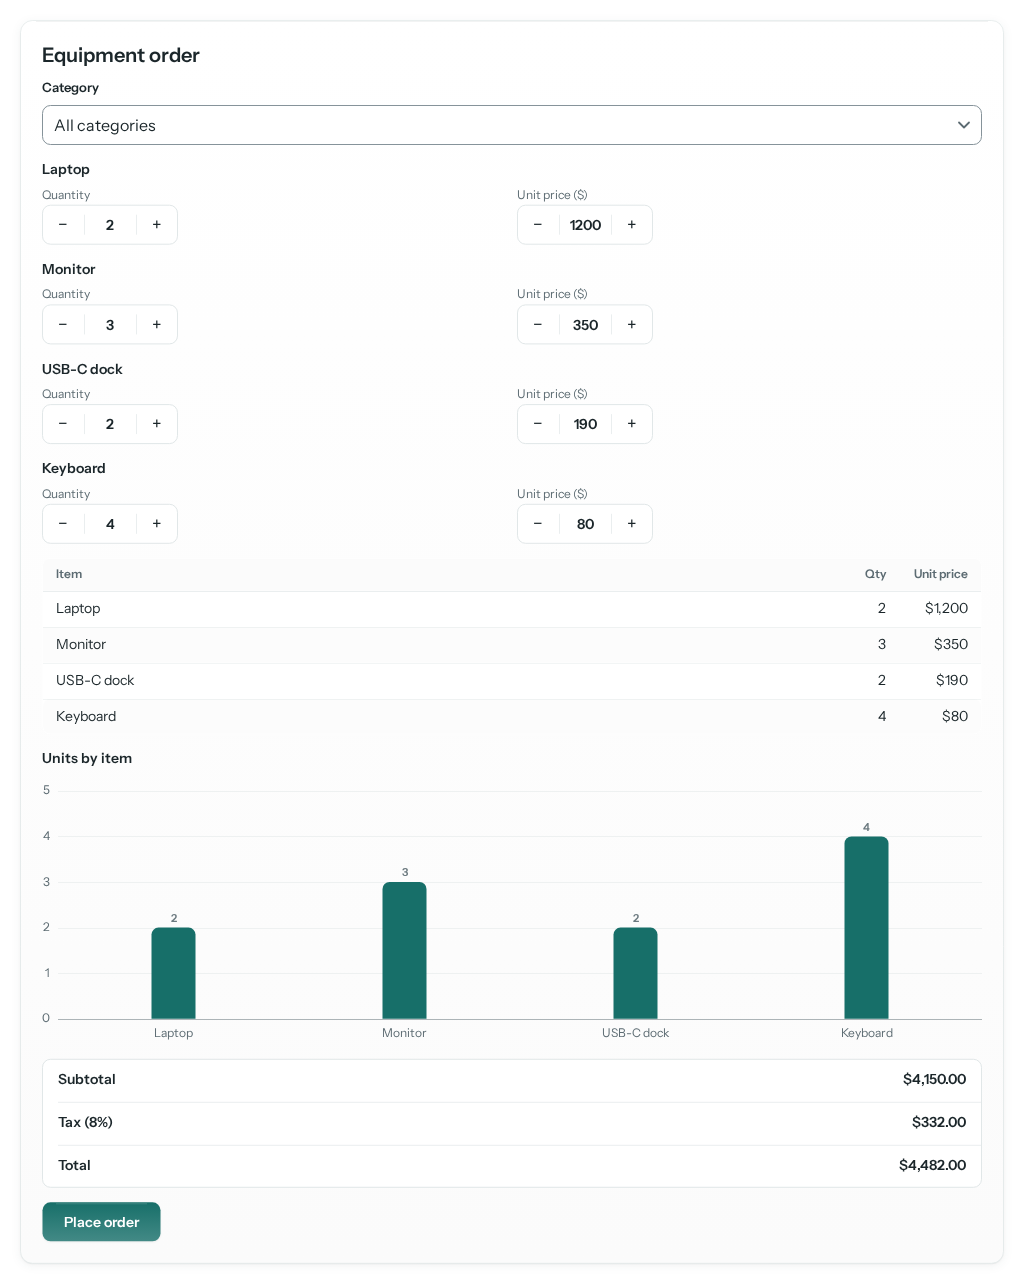 Equipment order
Category
All categories
Laptop
Quantity Unit price ($)
− 2 + − 1200 +
Monitor
Quantity Unit price ($)
− 3 + − 350 +
USB-C dock
Quantity Unit price ($)
− 2 + − 190 +
Keyboard
Quantity Unit price ($)
− 4 + − 80 +
Item Qty Unit price
Laptop 2 $1,200
Monitor 3 $350
USB-C dock 2 $190
Keyboard 4 $80
Units by item
5
4
3
2
1
0
2
3
2
4
Laptop Monitor USB-C dock Keyboard
Subtotal $4,150.00
Tax (8%) $332.00
Total $4,482.00
Place order